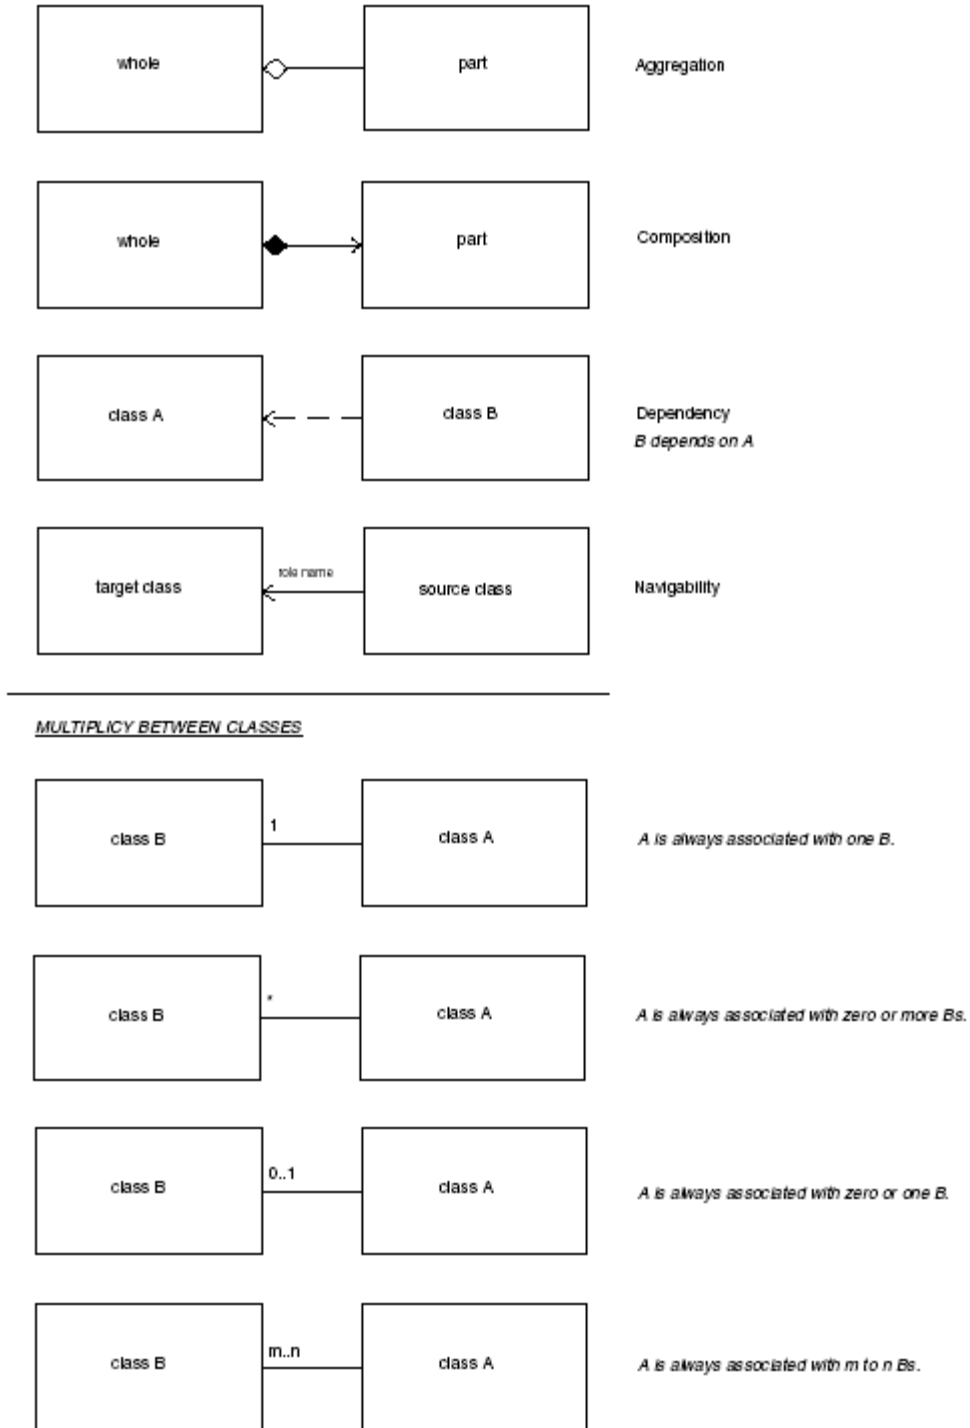 whole
part
Aggregation
whole
part
Composition
class A
class B
Dependency
B depends on A
target class
role name
source class
Navigability
MULTIPLICY BETWEEN CLASSES
class B
1
class A
A is always associated with one B.
class B
*
class A
A is always associated with zero or more Bs.
class B
0..1
class A
A is always associated with zero or one B.
class B
m..n
class A
A is always associated with m to n Bs.